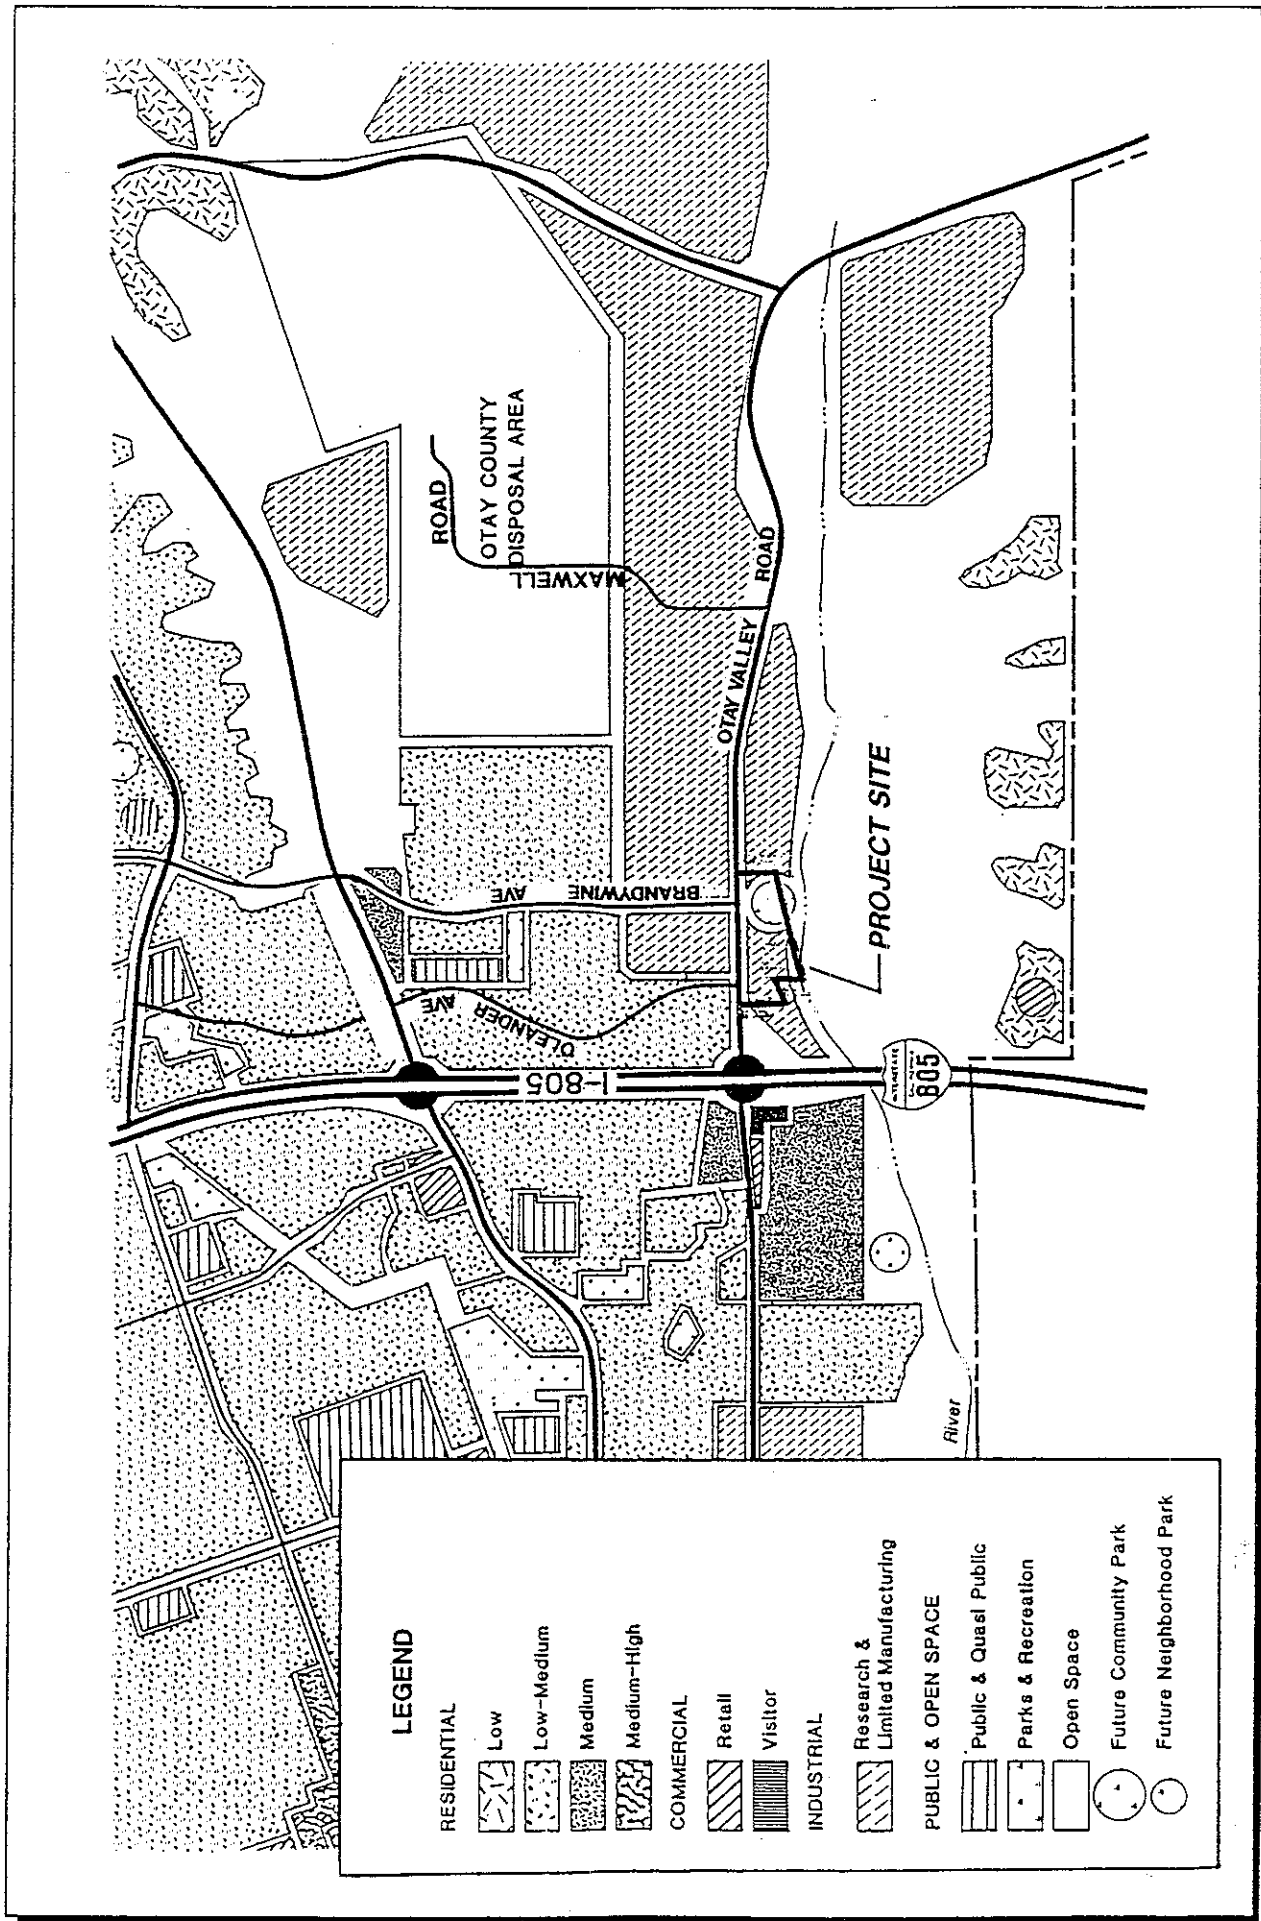 ROAD
OTAY COUNTY
DISPOSAL AREA
MAXWELL
OTAY VALLEY
ROAD
BRANDYWINE
AVE
PROJECT SITE
OLEANDER
AVE
I-805
INTERSTATE
CALIFORNIA
805
River
LEGEND
RESIDENTIAL
Low
Low-Medium
Medium
Medium-High
COMMERCIAL
Retail
Visitor
INDUSTRIAL
Research &
Limited Manufacturing
PUBLIC & OPEN SPACE
Public & Quasi Public
Parks & Recreation
Open Space
Future Community Park
Future Neighborhood Park